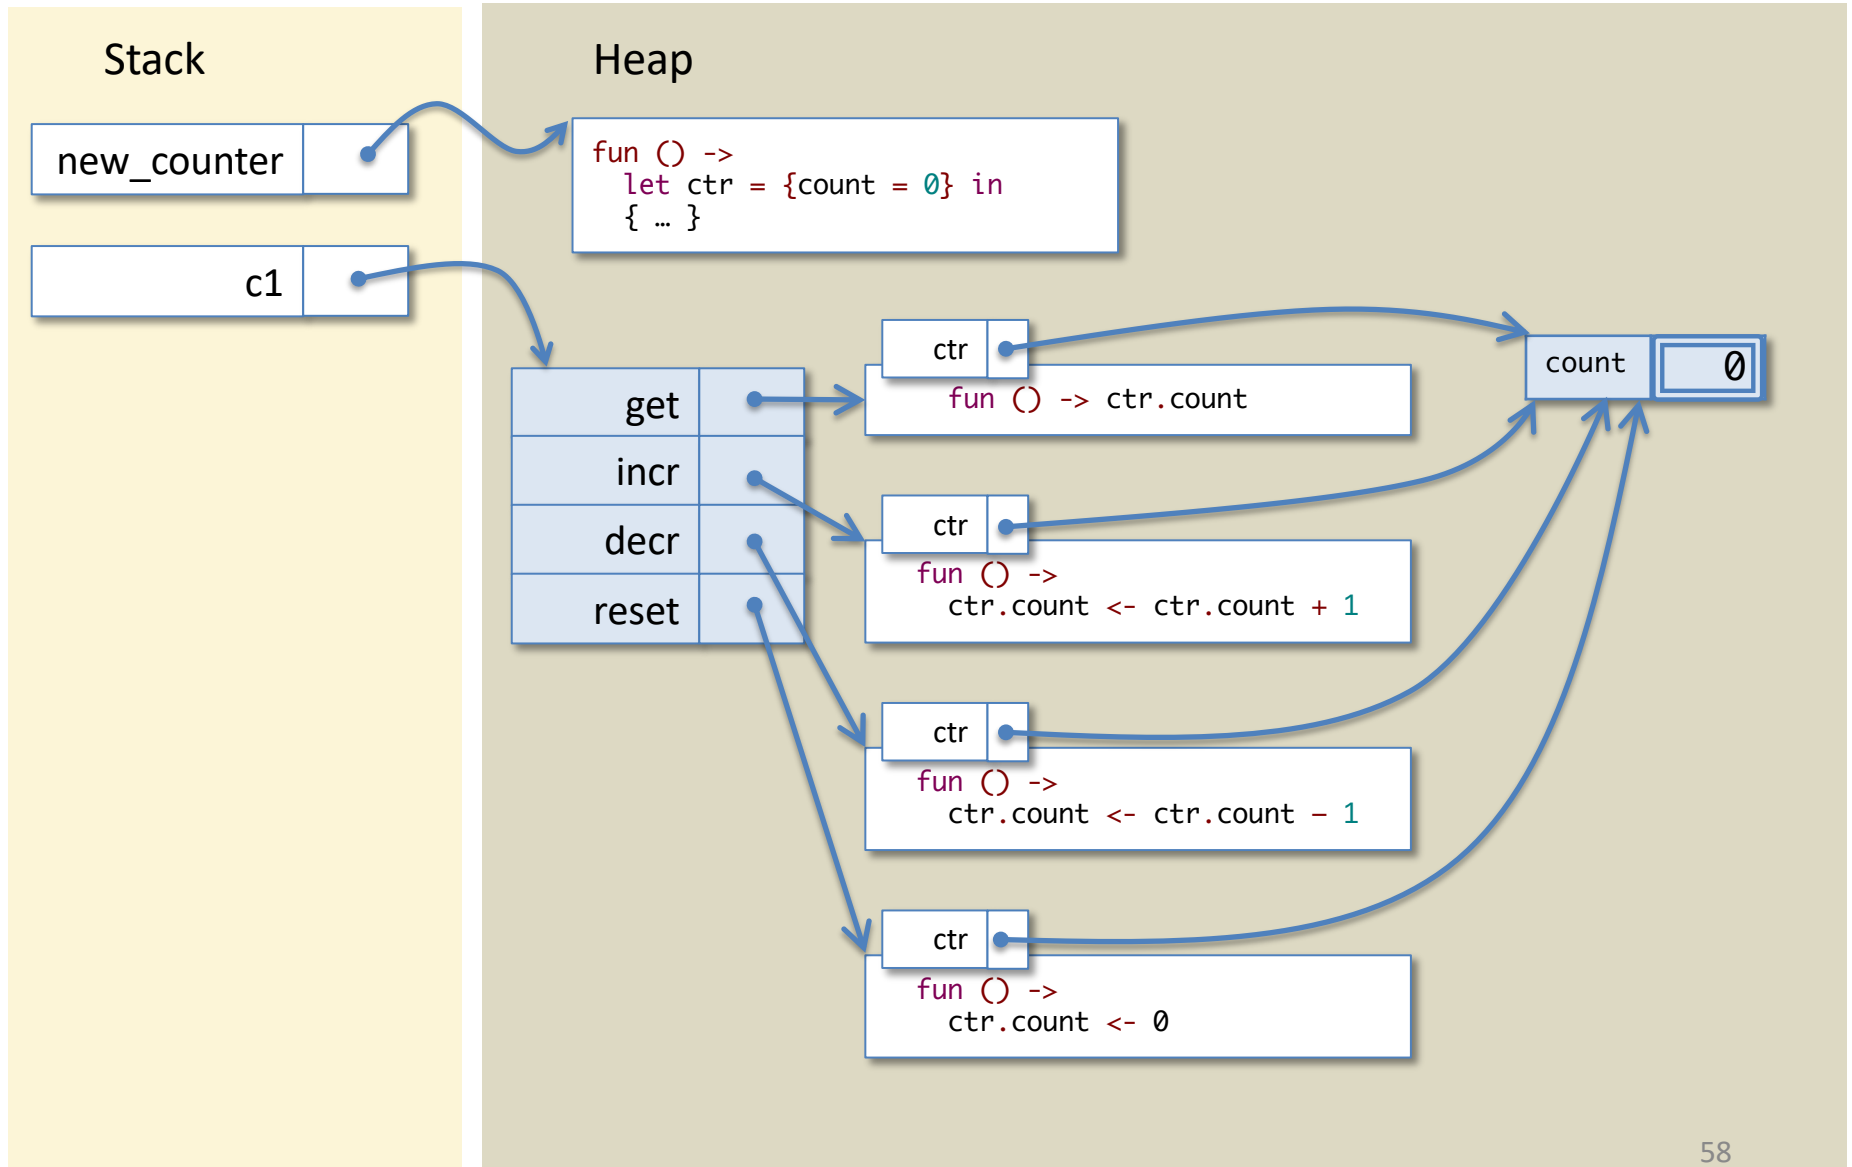 Stack
Heap
new_counter
fun () ->
let ctr = {count = 0} in
{ … }
c1
ctr
fun () -> ctr.count
count 0
get
incr
decr
reset
ctr
fun () ->
ctr.count <- ctr.count + 1
ctr
fun () ->
ctr.count <- ctr.count – 1
ctr
fun () ->
ctr.count <- 0
58